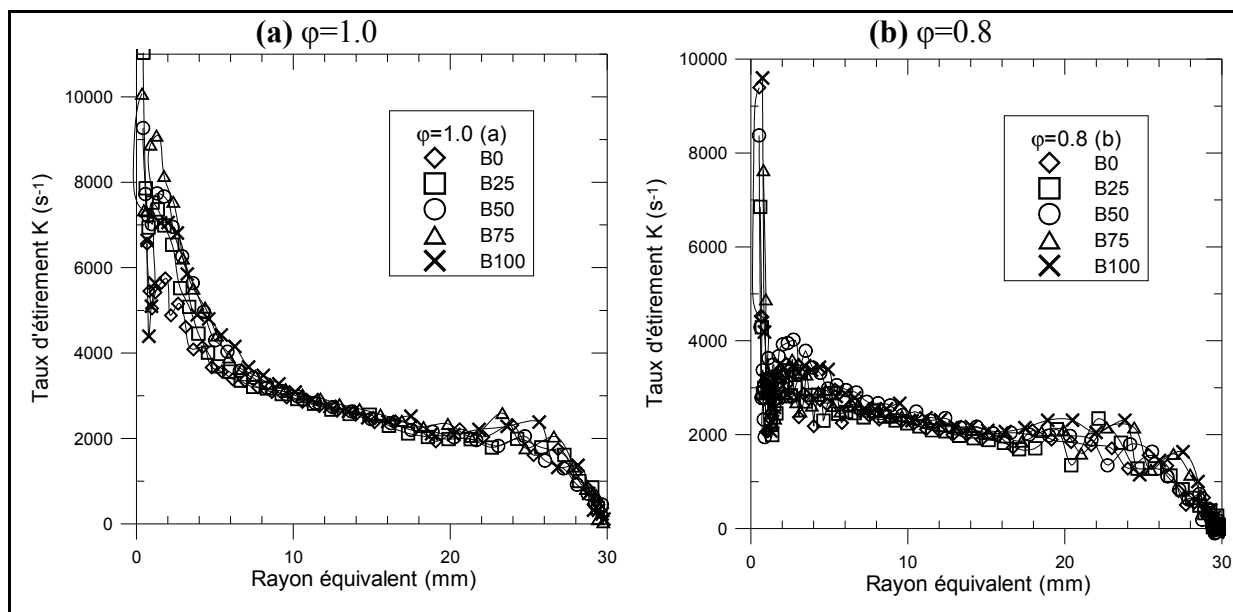 (a) φ=1.0
10000
8000
6000
4000
2000
0
Taux d'étirement K (s-1)
φ=1.0 (a)
B0
B25
B50
B75
B100
0 10 20 30
Rayon équivalent (mm)
(b) φ=0.8
10000
8000
6000
4000
2000
0
Taux d'étirement K (s-1)
φ=0.8 (b)
B0
B25
B50
B75
B100
0 10 20 30
Rayon équivalent (mm)